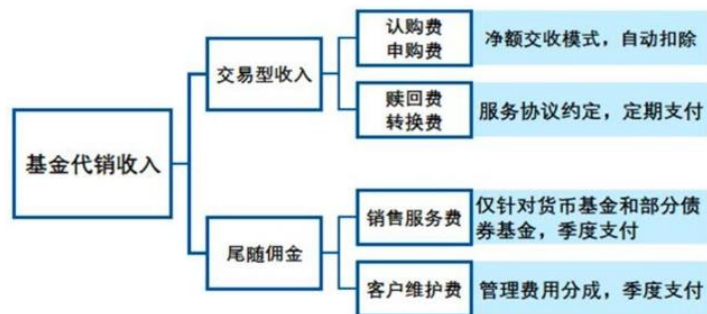 基金代销收入
交易型收入
认购费
申购费
净额交收模式，自动扣除
赎回费
转换费
服务协议约定，定期支付
尾随佣金
销售服务费
仅针对货币基金和部分债
券基金，季度支付
客户维护费
管理费用分成，季度支付